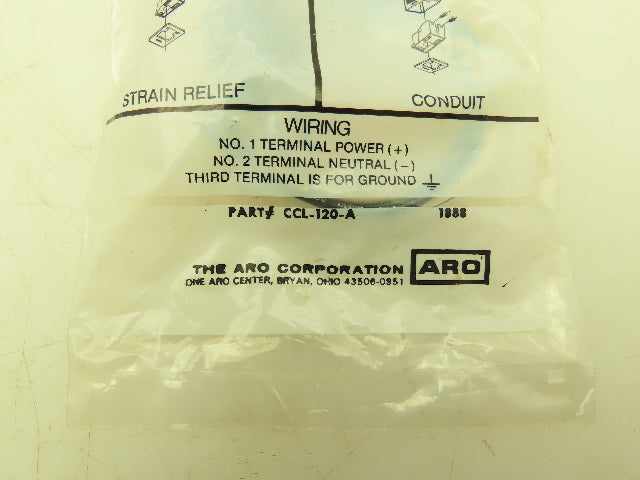 STRAIN RELIEF
CONDUIT
WIRING
NO. 1 TERMINAL POWER (+)
NO. 2 TERMINAL NEUTRAL (−)
THIRD TERMINAL IS FOR GROUND
PART# CCL-120-A 1888
THE ARO CORPORATION ARO
ONE ARO CENTER, BRYAN, OHIO 43506-0951